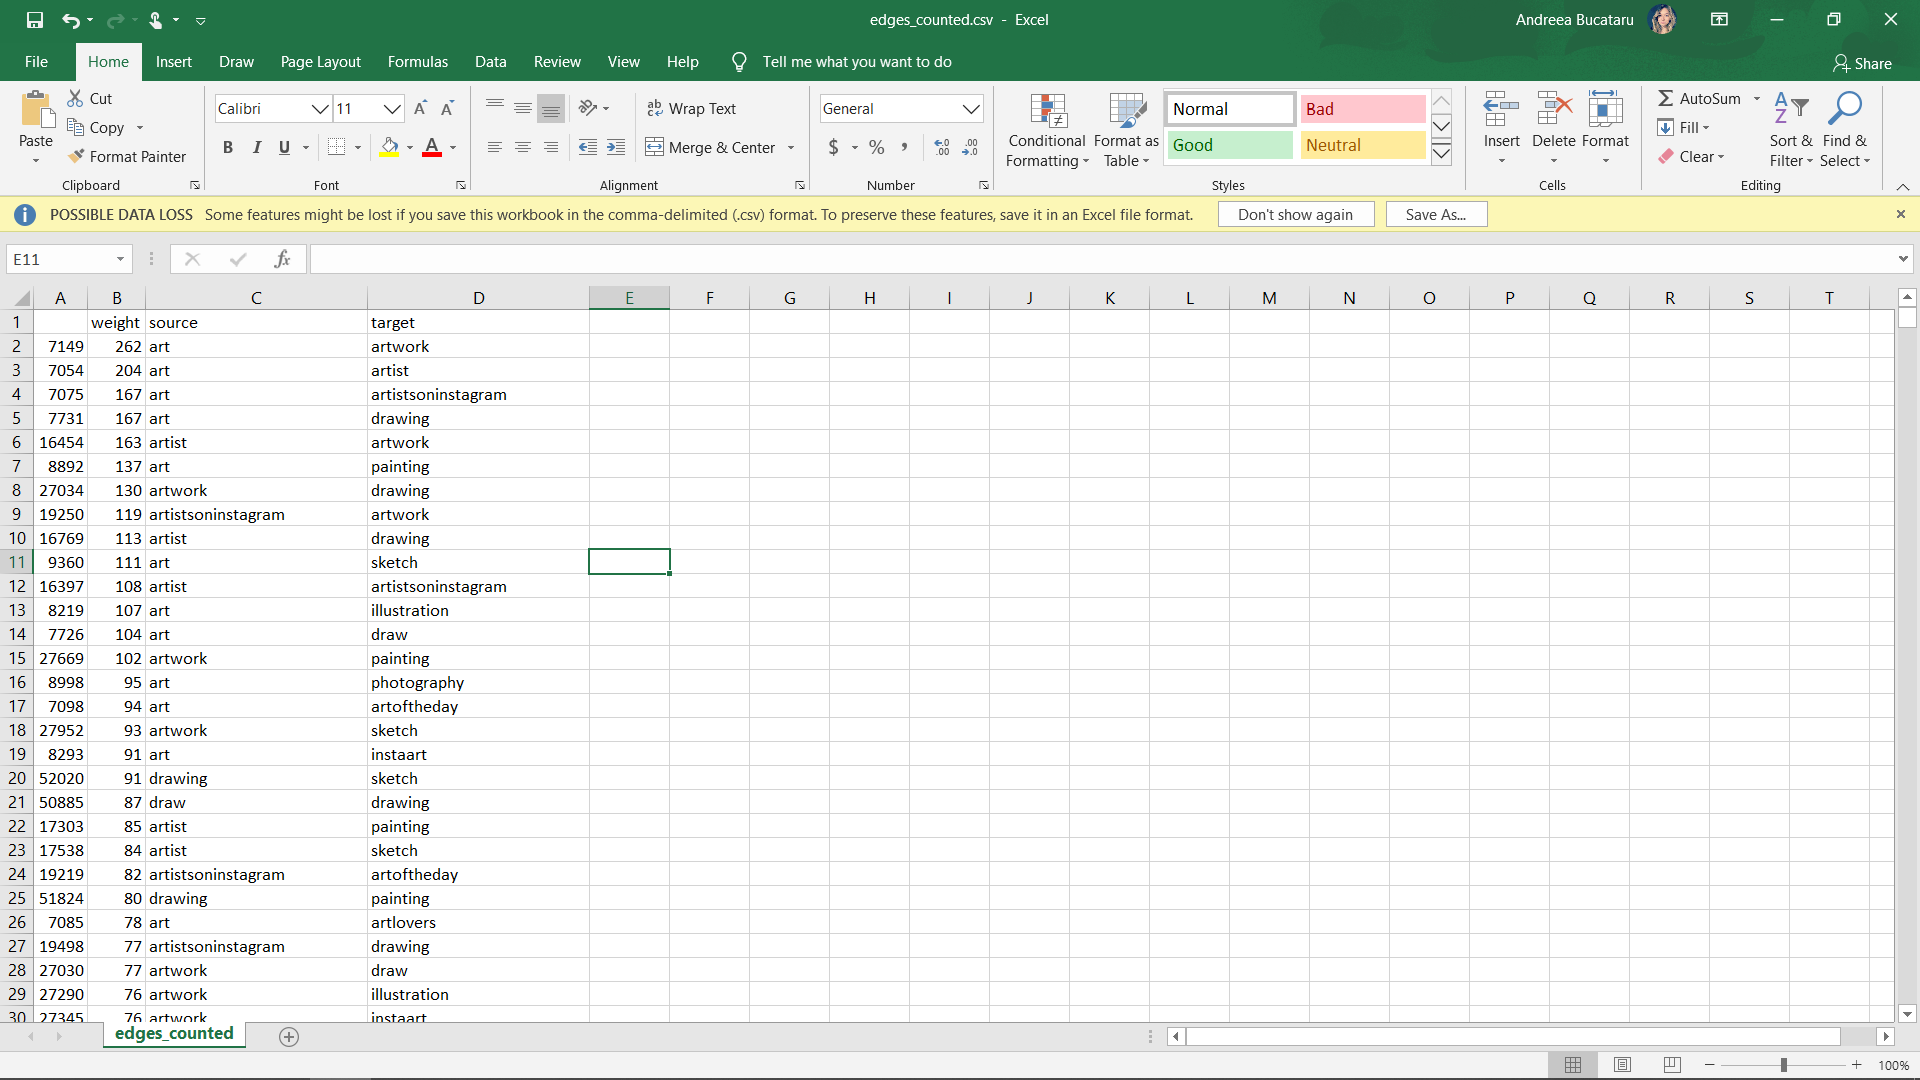 edges_counted.csv - Excel
Andreea Bucataru
File Home Insert Draw Page Layout Formulas Data Review View Help Tell me what you want to do Share
Paste Cut Copy Format Painter Clipboard
Calibri 11 B I U A Font
Wrap Text Merge & Center Alignment
General $ % , Number
Conditional Formatting Format as Table Normal Bad Good Neutral Styles
Insert Delete Format Cells
AutoSum Fill Clear Sort & Filter Find & Select Editing
POSSIBLE DATA LOSS Some features might be lost if you save this workbook in the comma-delimited (.csv) format. To preserve these features, save it in an Excel file format. Don't show again Save As...
E11 fx
A B C D E F G H I J K L M N O P Q R S T
1 weight source target
2 7149 262 art artwork
3 7054 204 art artist
4 7075 167 art artistsoninstagram
5 7731 167 art drawing
6 16454 163 artist artwork
7 8892 137 art painting
8 27034 130 artwork drawing
9 19250 119 artistsoninstagram artwork
10 16769 113 artist drawing
11 9360 111 art sketch
12 16397 108 artist artistsoninstagram
13 8219 107 art illustration
14 7726 104 art draw
15 27669 102 artwork painting
16 8998 95 art photography
17 7098 94 art artoftheday
18 27952 93 artwork sketch
19 8293 91 art instaart
20 52020 91 drawing sketch
21 50885 87 draw drawing
22 17303 85 artist painting
23 17538 84 artist sketch
24 19219 82 artistsoninstagram artoftheday
25 51824 80 drawing painting
26 7085 78 art artlovers
27 19498 77 artistsoninstagram drawing
28 27030 77 artwork draw
29 27290 76 artwork illustration
30 27345 76 artwork instaart
edges_counted
100%